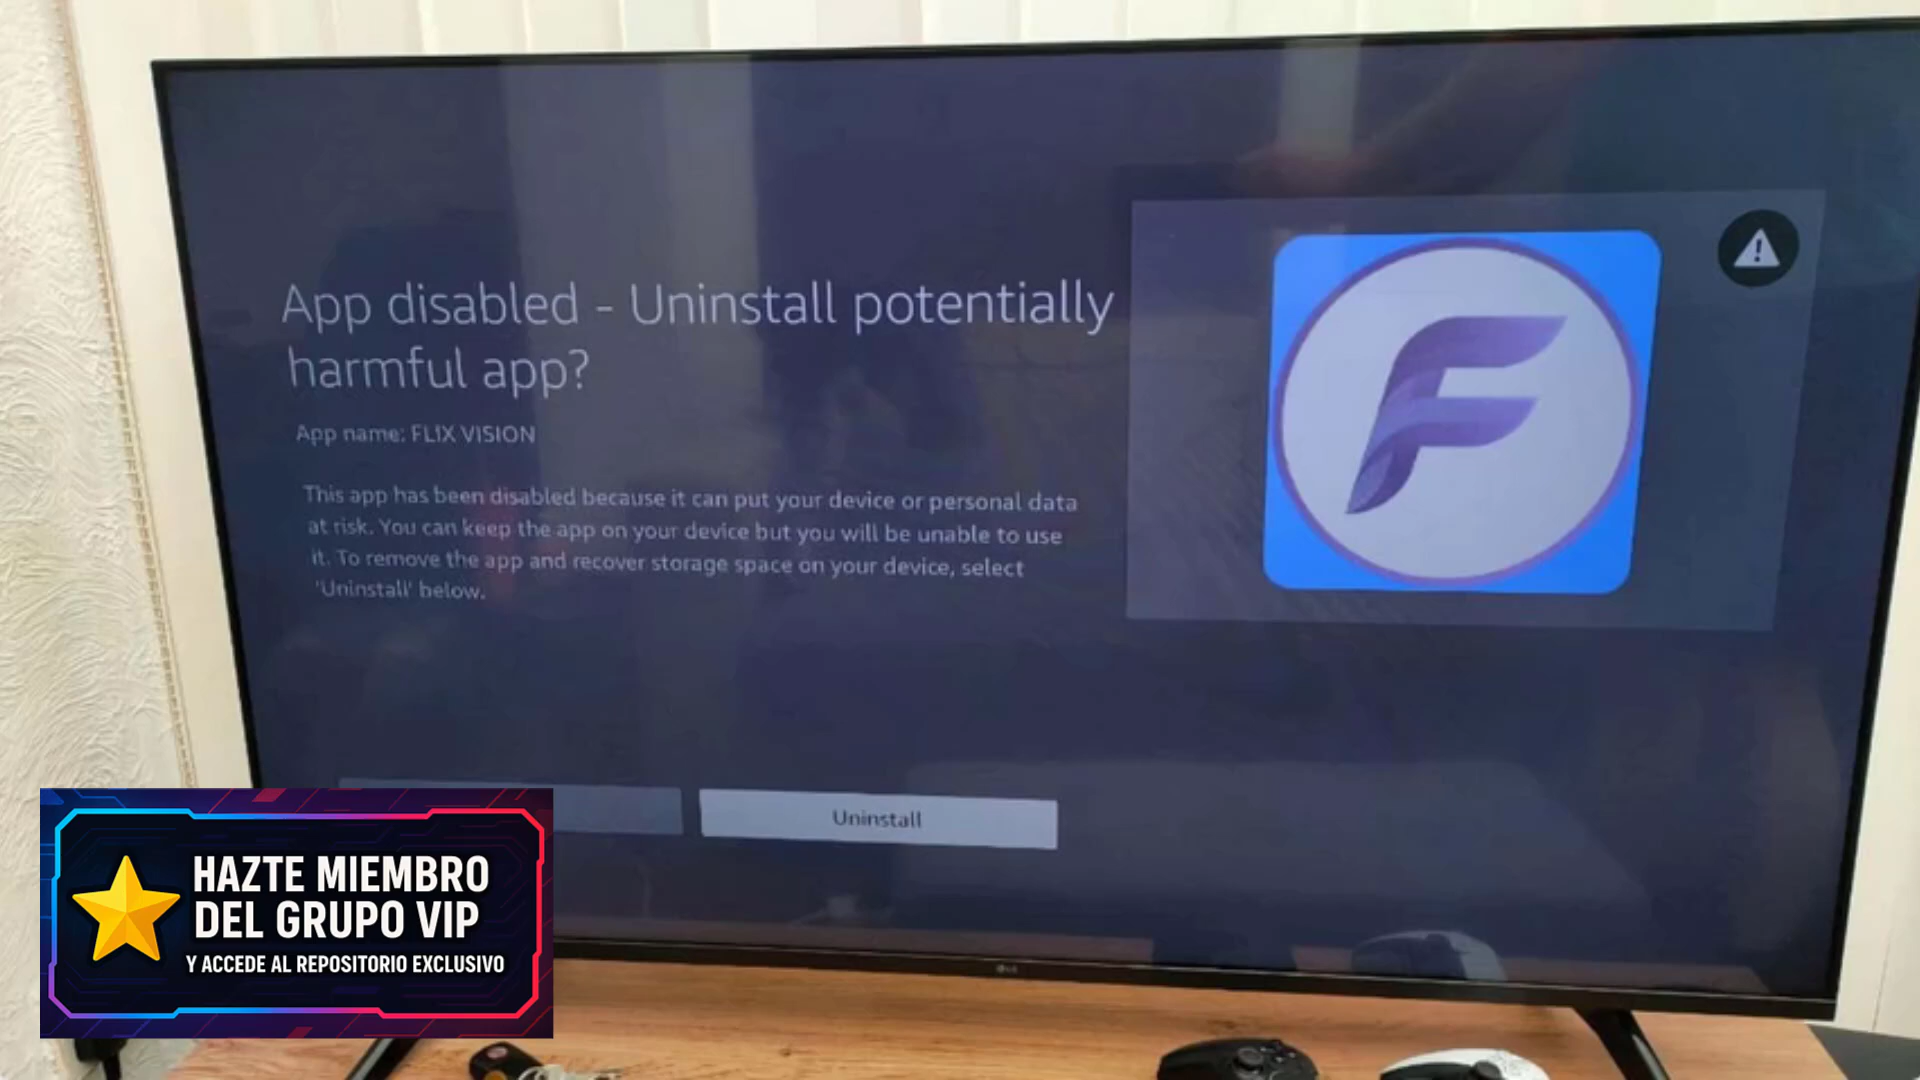 App disabled - Uninstall potentially
harmful app?
App name: FLIX VISION
This app has been disabled because it can put your device or personal data
at risk. You can keep the app on your device but you will be unable to use
it. To remove the app and recover storage space on your device, select
'Uninstall' below.
Uninstall
HAZTE MIEMBRO
DEL GRUPO VIP
Y ACCEDE AL REPOSITORIO EXCLUSIVO
LG